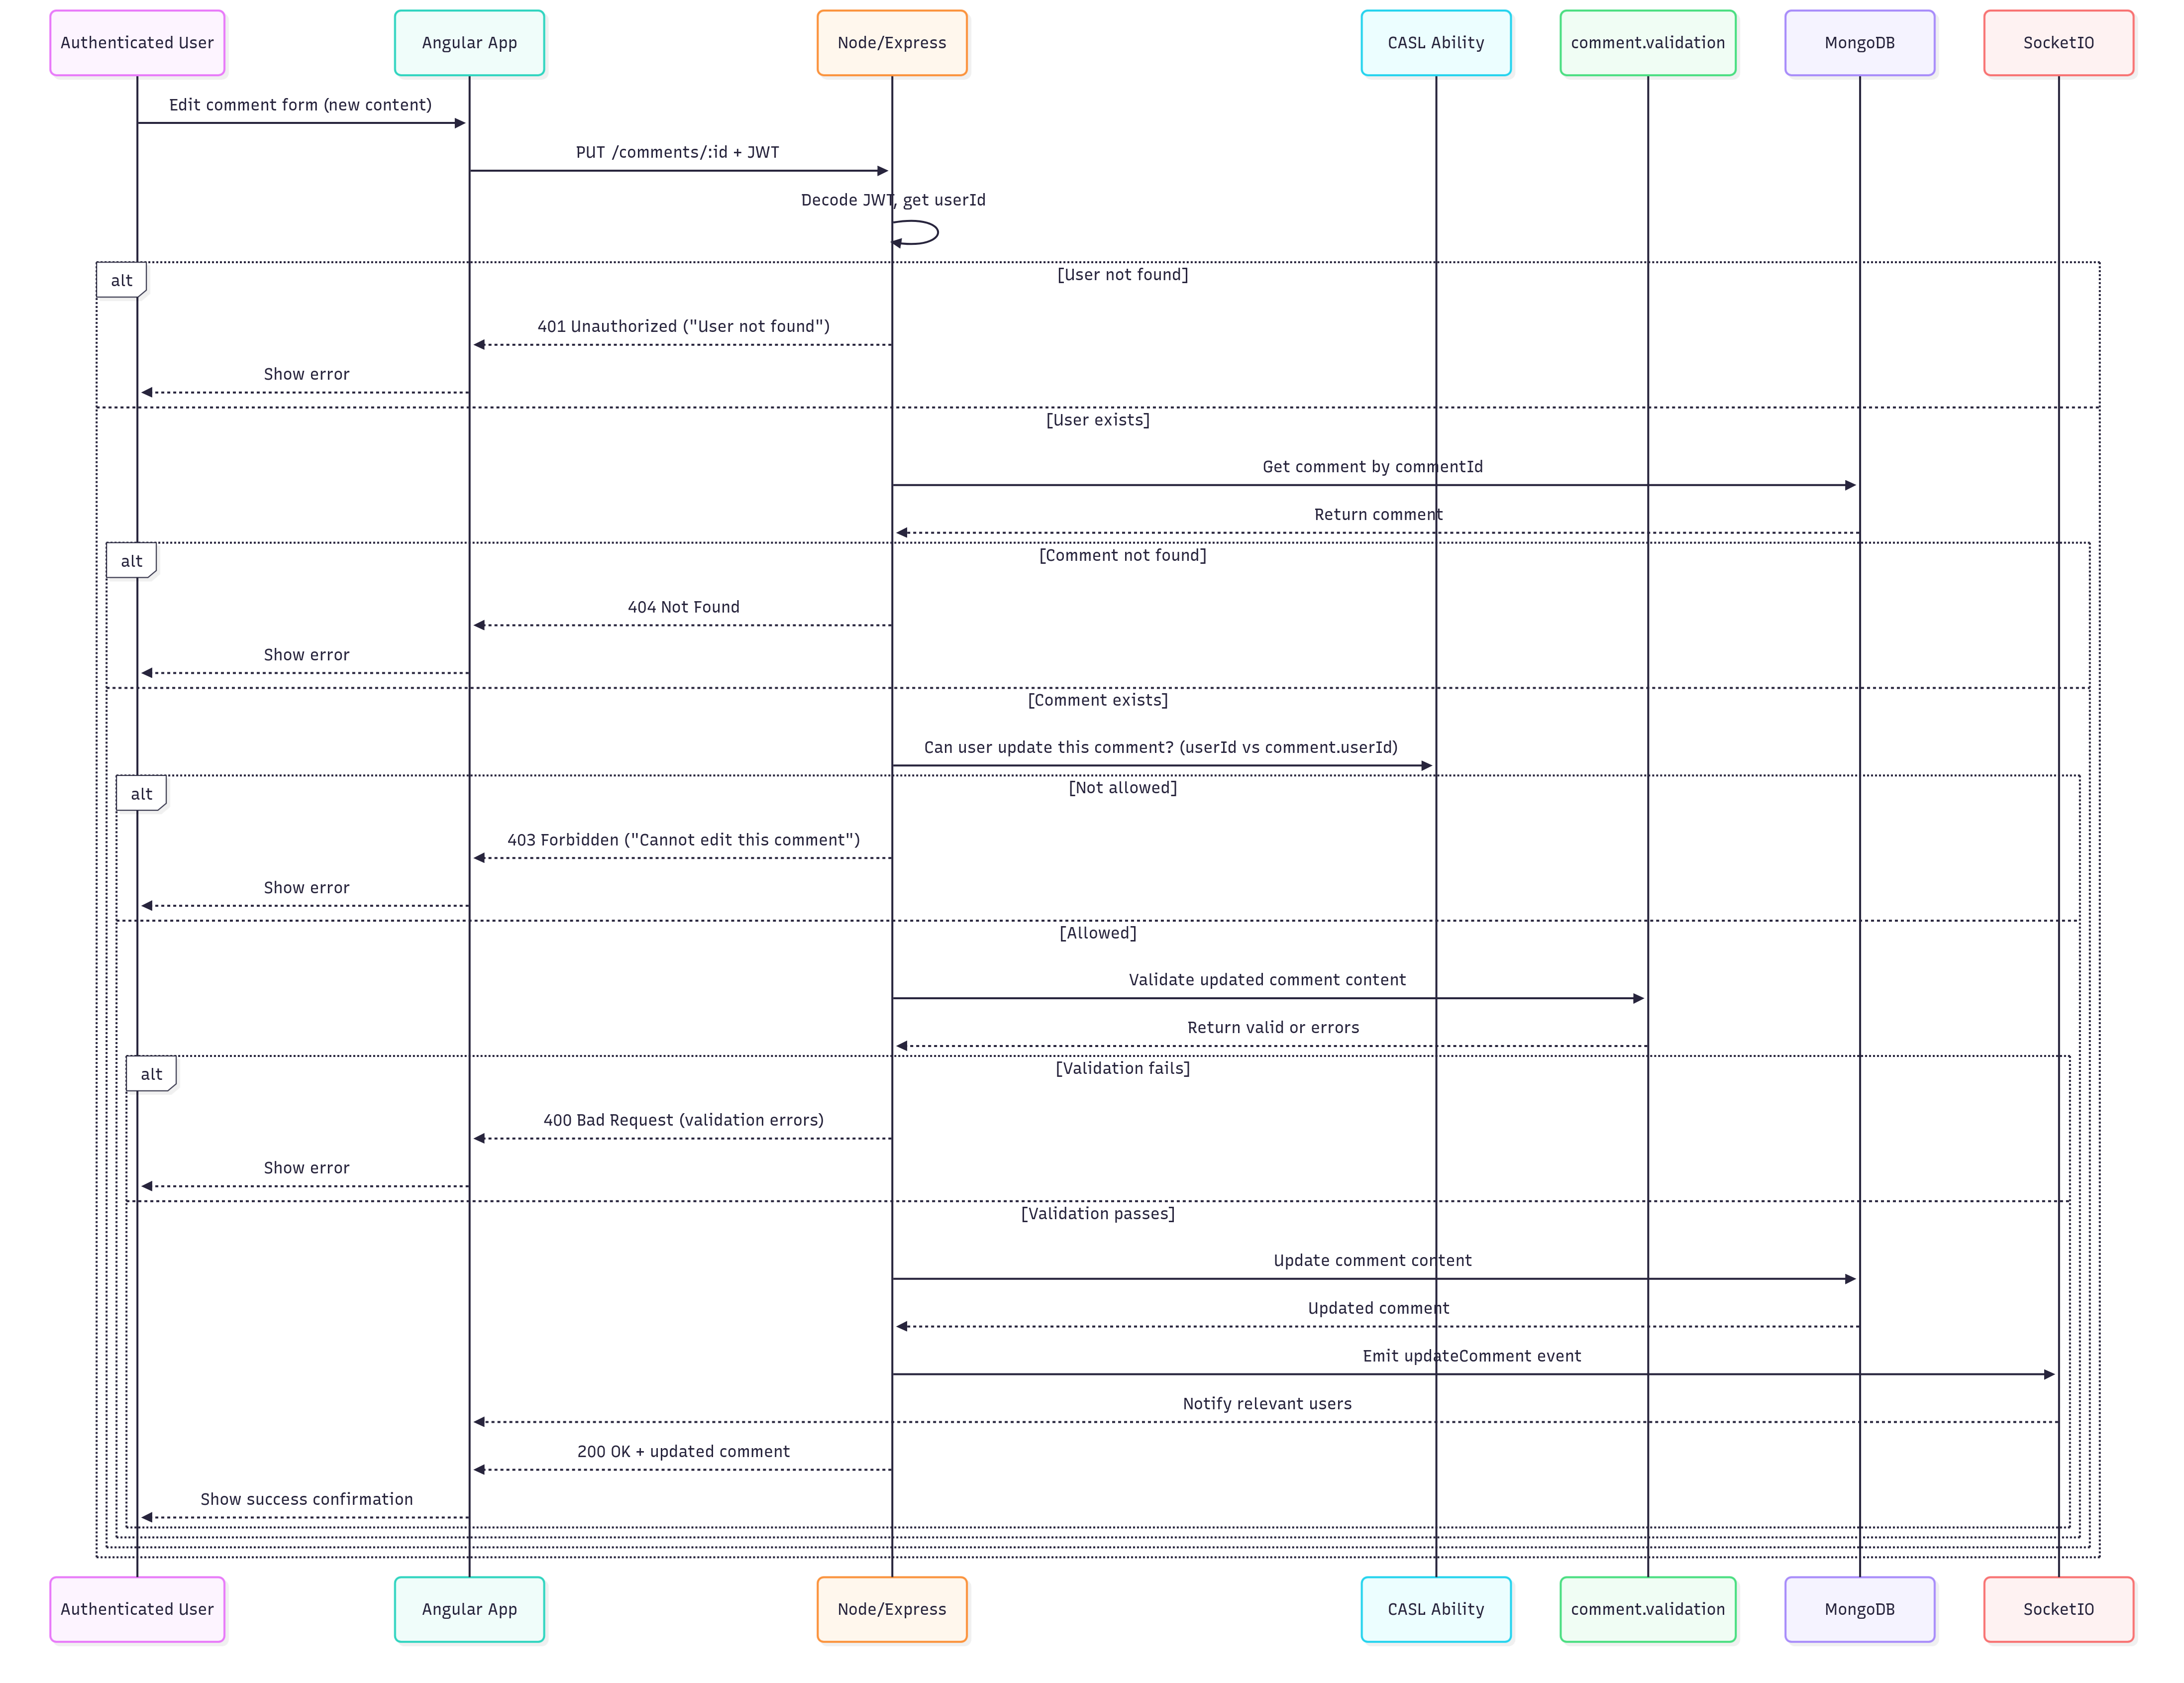 Authenticated User
Angular App
Node/Express
CASL Ability
comment.validation
MongoDB
SocketIO
Edit comment form (new content)
PUT /comments/:id + JWT
Decode JWT, get userId
alt
[User not found]
401 Unauthorized ("User not found")
Show error
[User exists]
Get comment by commentId
Return comment
alt
[Comment not found]
404 Not Found
Show error
[Comment exists]
Can user update this comment? (userId vs comment.userId)
alt
[Not allowed]
403 Forbidden ("Cannot edit this comment")
Show error
[Allowed]
Validate updated comment content
Return valid or errors
alt
[Validation fails]
400 Bad Request (validation errors)
Show error
[Validation passes]
Update comment content
Updated comment
Emit updateComment event
Notify relevant users
200 OK + updated comment
Show success confirmation
Authenticated User
Angular App
Node/Express
CASL Ability
comment.validation
MongoDB
SocketIO